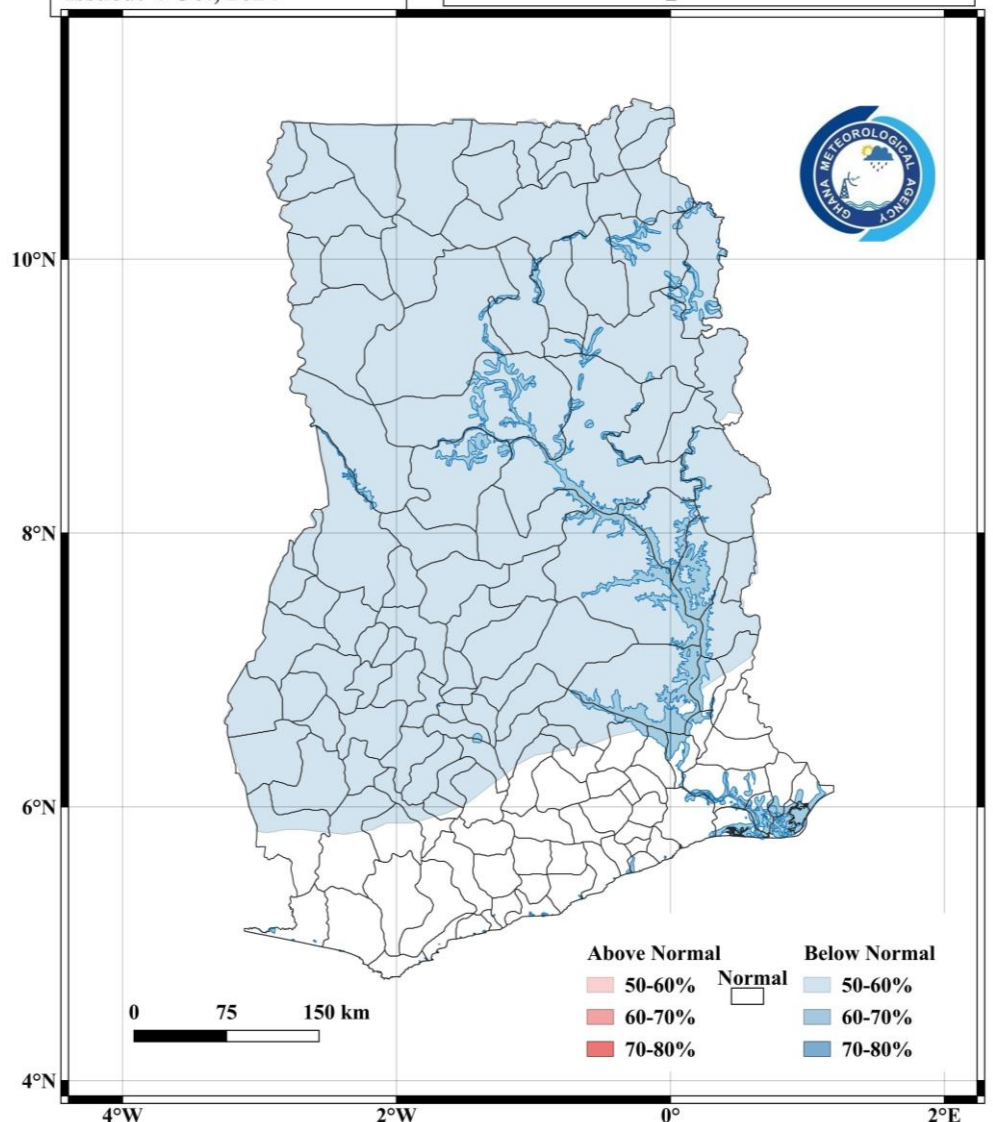 GHANA METEOROLOGICAL AGENCY
10°N
8°N
6°N
4°N
4°W
2°W
0°
2°E
0 75 150 km
Above Normal
50-60%
60-70%
70-80%
Normal
Below Normal
50-60%
60-70%
70-80%